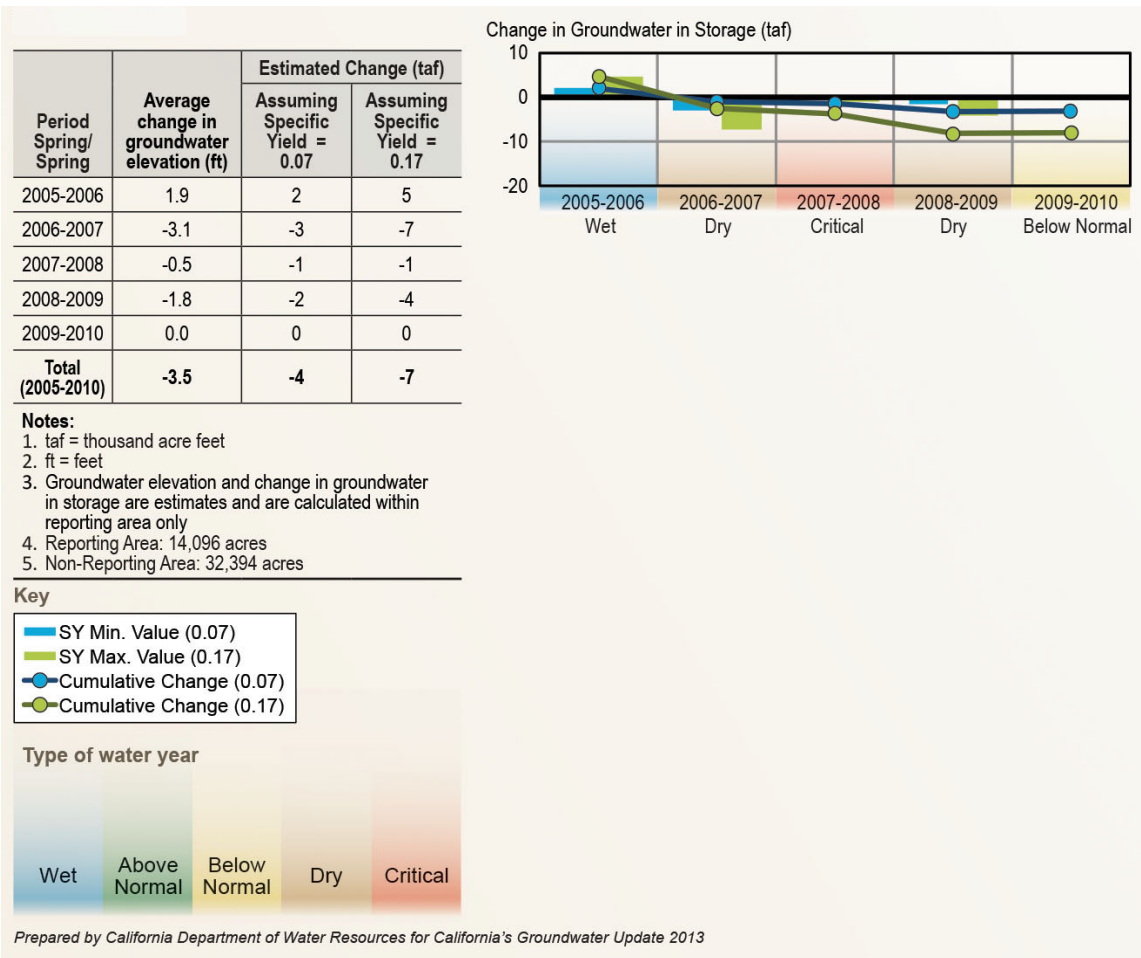 Period
Spring/
Spring
Average
change in
groundwater
elevation (ft)
Estimated Change (taf)
Assuming
Specific
Yield =
0.07
Assuming
Specific
Yield =
0.17
2005-2006 1.9 2 5
2006-2007 -3.1 -3 -7
2007-2008 -0.5 -1 -1
2008-2009 -1.8 -2 -4
2009-2010 0.0 0 0
Total
(2005-2010) -3.5 -4 -7
Notes:
1. taf = thousand acre feet
2. ft = feet
3. Groundwater elevation and change in groundwater
in storage are estimates and are calculated within
reporting area only
4. Reporting Area: 14,096 acres
5. Non-Reporting Area: 32,394 acres
Key
SY Min. Value (0.07)
SY Max. Value (0.17)
Cumulative Change (0.07)
Cumulative Change (0.17)
Type of water year
Wet
Above
Normal
Below
Normal
Dry
Critical
Change in Groundwater in Storage (taf)
10
0
-10
-20
2005-2006 2006-2007 2007-2008 2008-2009 2009-2010
Wet Dry Critical Dry Below Normal
Prepared by California Department of Water Resources for California's Groundwater Update 2013